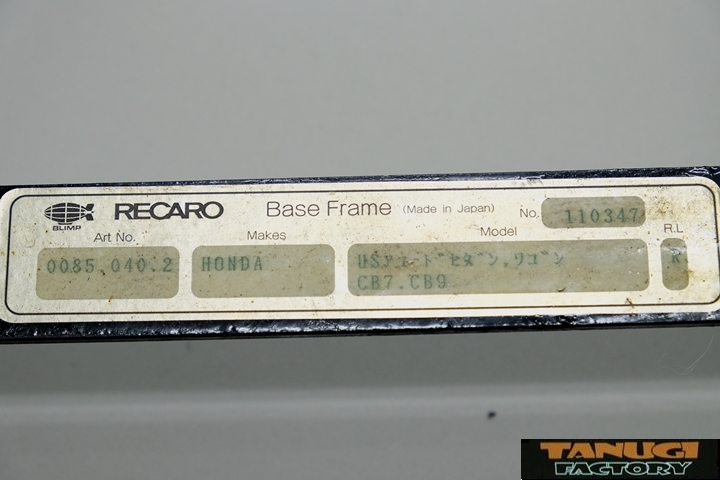 RECARO Base Frame (Made in Japan) No. 110347
BLIMP
Art No. Makes Model R.L
0085.040.2 HONDA USアコードセダン,ワゴン R
CB7.CB9
TANUGI
FACTORY